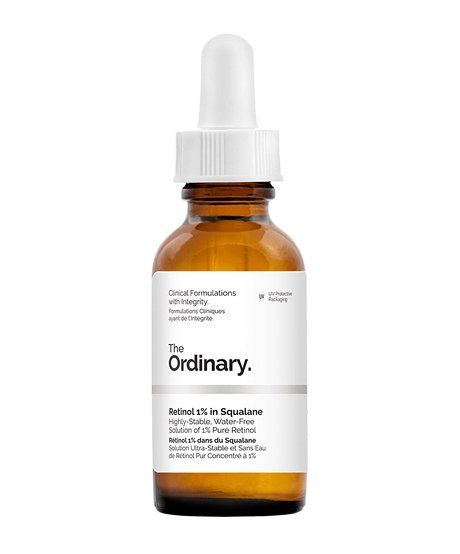 Clinical Formulations
with Integrity.
Formulations Cliniques
ayant de l'Intégrité.
UV
UV Protective
Packaging
The
Ordinary.
Retinol 1% in Squalane
Highly-Stable, Water-Free
Solution of 1% Pure Retinol
Rétinol 1% dans du Squalane
Solution Ultra-Stable et Sans Eau
de Rétinol Pur Concentré à 1%